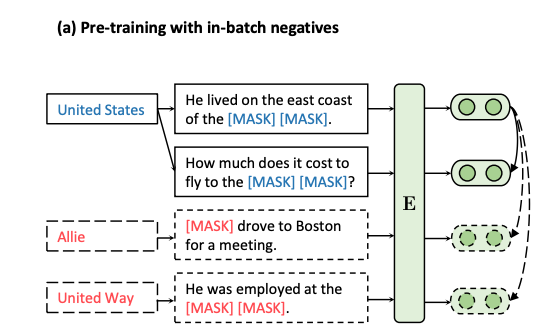 (a) Pre-training with in-batch negatives
United States
He lived on the east coast
of the [MASK] [MASK].
How much does it cost to
fly to the [MASK] [MASK]?
E
Allie
[MASK] drove to Boston
for a meeting.
United Way
He was employed at the
[MASK] [MASK].